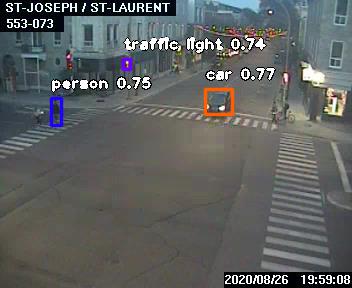 ST-JOSEPH / ST-LAURENT
553-073
traffic light 0.74
car 0.77
person 0.75
2020/08/26 19:59:08